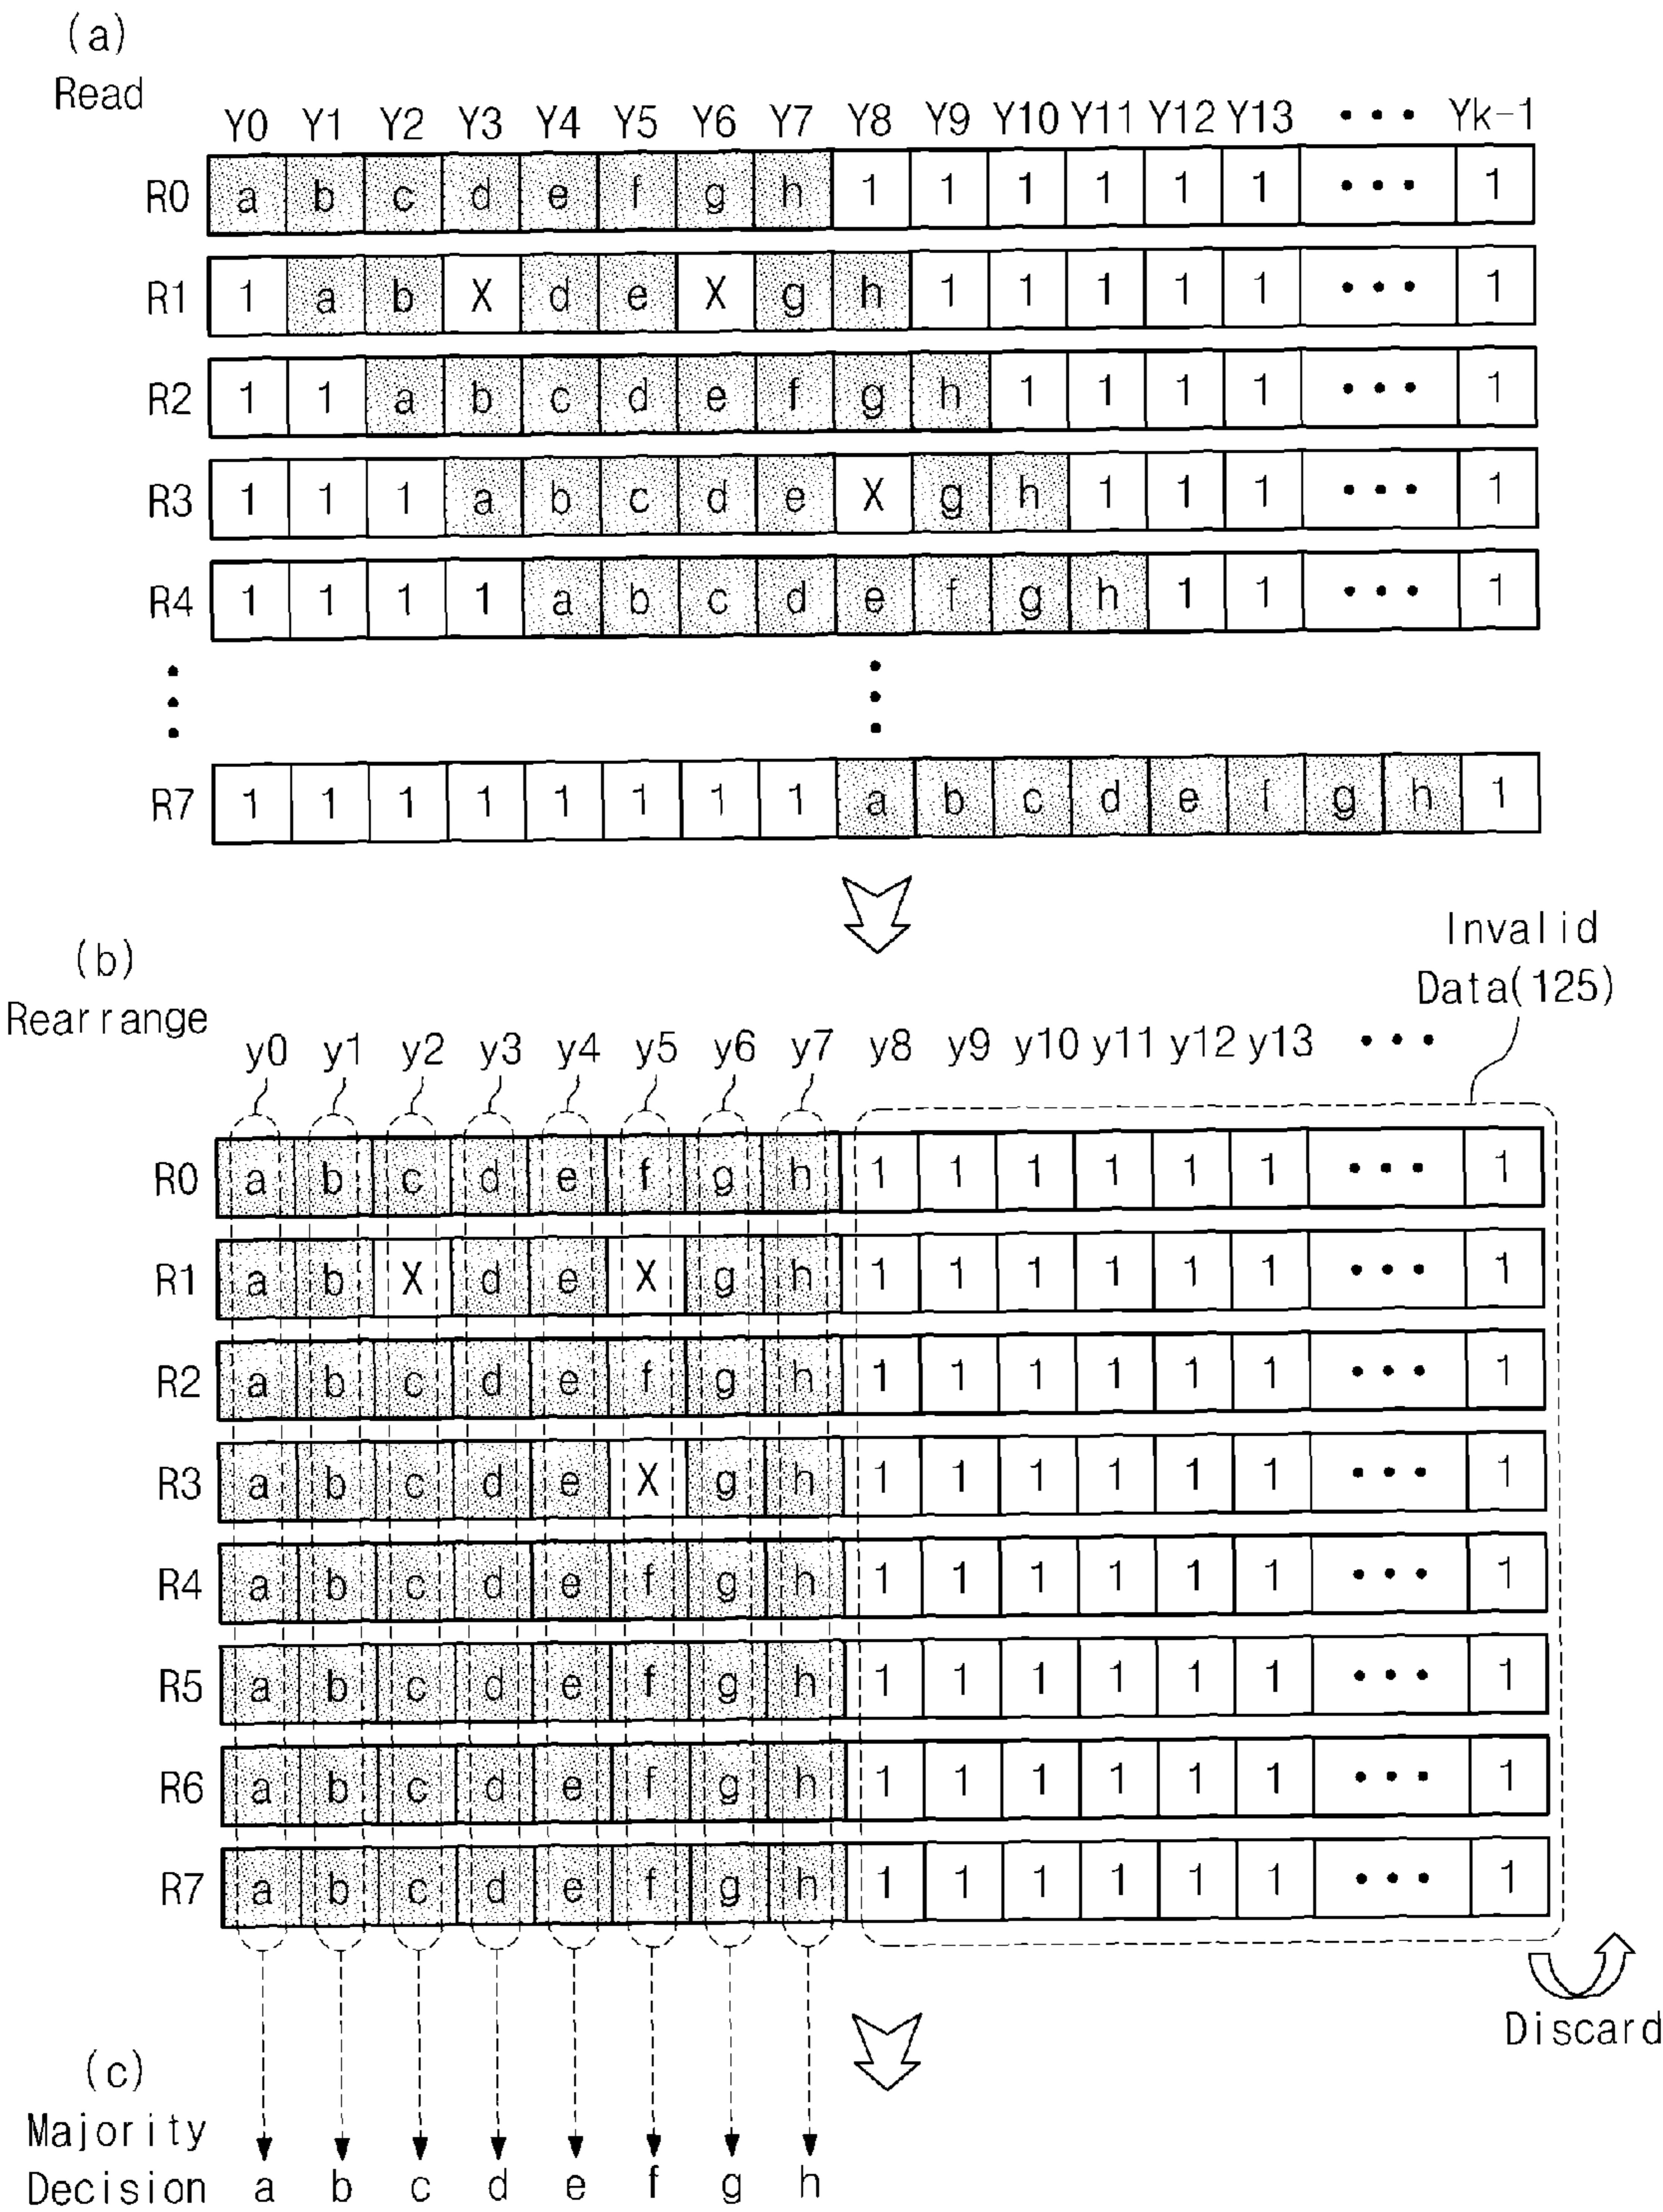 (a)
Read
Y0 Y1 Y2 Y3 Y4 Y5 Y6 Y7 Y8 Y9 Y10 Y11 Y12 Y13 ••• Yk-1
R0 a b c d e f g h 1 1 1 1 1 1 ••• 1
R1 1 a b X d e X g h 1 1 1 1 1 ••• 1
R2 1 1 a b c d e f g h 1 1 1 1 ••• 1
R3 1 1 1 a b c d e X g h 1 1 1 ••• 1
R4 1 1 1 1 a b c d e f g h 1 1 ••• 1
R7 1 1 1 1 1 1 1 1 a b c d e f g h 1
(b)
Rearrange
Invalid
Data(125)
y0 y1 y2 y3 y4 y5 y6 y7 y8 y9 y10 y11 y12 y13 •••
R0 a b c d e f g h 1 1 1 1 1 1 ••• 1
R1 a b X d e X g h 1 1 1 1 1 1 ••• 1
R2 a b c d e f g h 1 1 1 1 1 1 ••• 1
R3 a b c d e X g h 1 1 1 1 1 1 ••• 1
R4 a b c d e f g h 1 1 1 1 1 1 ••• 1
R5 a b c d e f g h 1 1 1 1 1 1 ••• 1
R6 a b c d e f g h 1 1 1 1 1 1 ••• 1
R7 a b c d e f g h 1 1 1 1 1 1 ••• 1
Discard
(c)
Majority
Decision a b c d e f g h